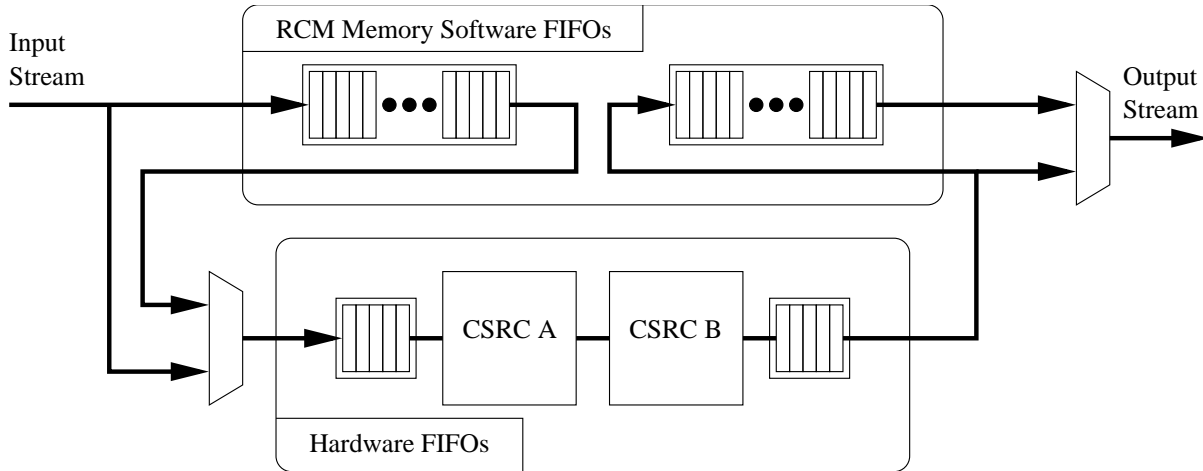 RCM Memory Software FIFOs
Input
Stream
Output
Stream
CSRC A
CSRC B
Hardware FIFOs